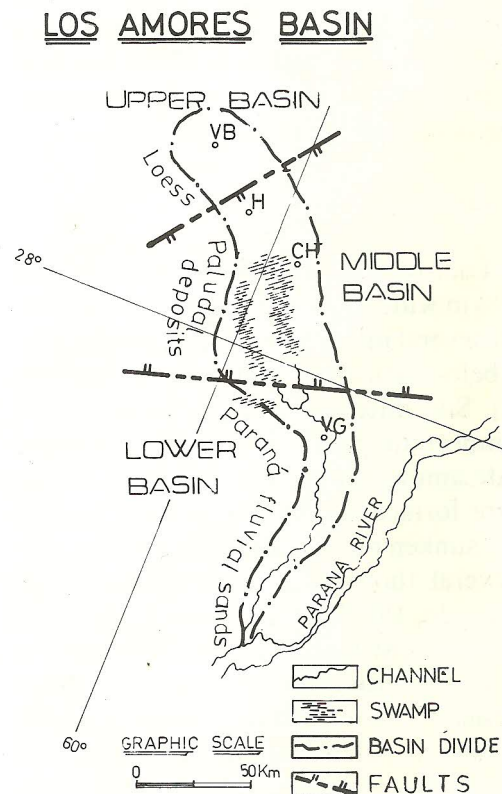 LOS AMORES BASIN
UPPER BASIN
VB
Loess
H
CH
28°
Paludal
deposits
MIDDLE
BASIN
VG
LOWER
BASIN
Paraná fluvial sands
PARANA RIVER
60°
CHANNEL
SWAMP
BASIN DIVIDE
FAULTS
GRAPHIC SCALE
0 50Km